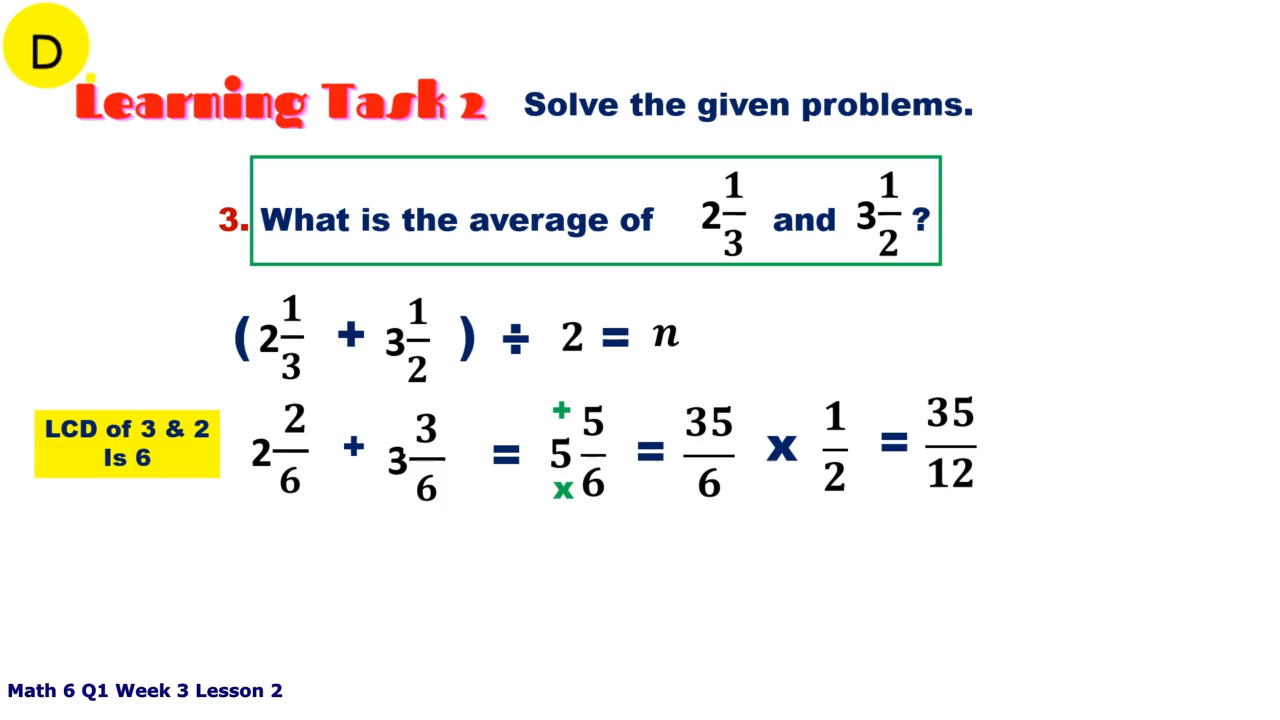 D
Learning Task 2 Solve the given problems.
3. What is the average of 2 1/3 and 3 1/2 ?
( 2 1/3 + 3 1/2 ) ÷ 2 = n
LCD of 3 & 2
Is 6
2 2/6 + 3 3/6 = + 5 5/6 x = 35/6 x 1/2 = 35/12
Math 6 Q1 Week 3 Lesson 2